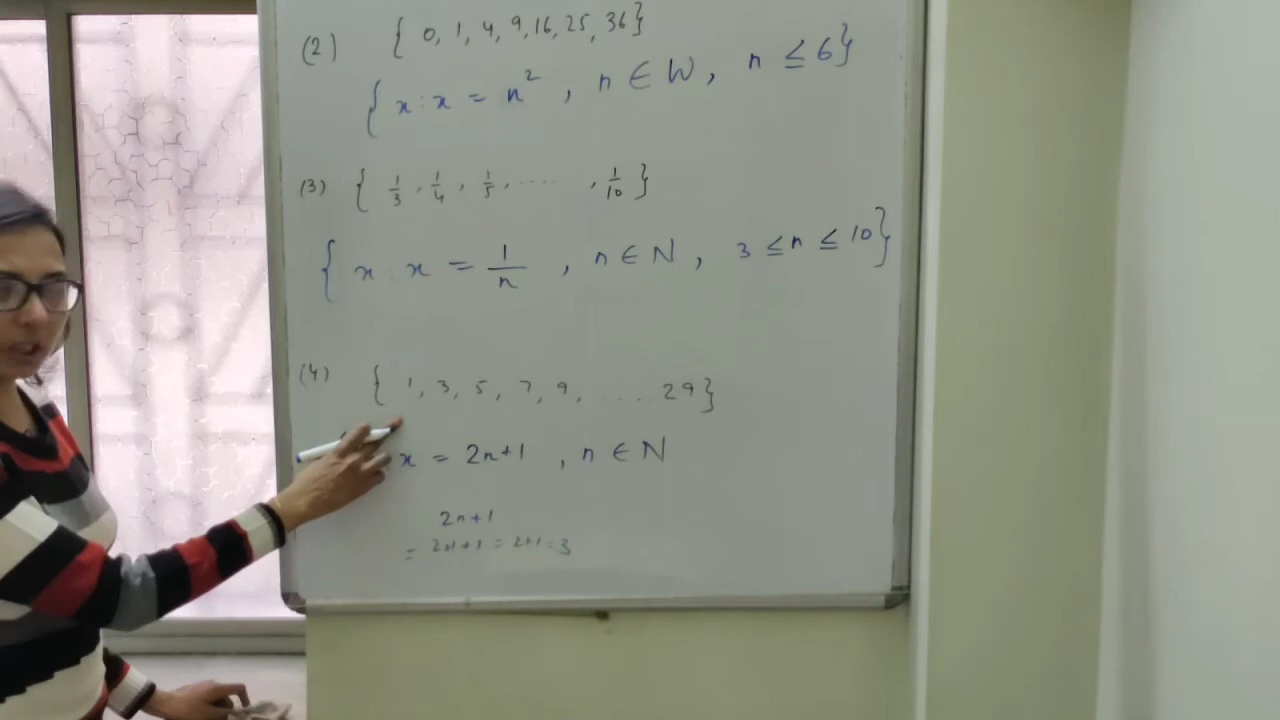 (2) { 0, 1, 4, 9, 16, 25, 36}
{ x : x = n², n ∈ W, n ≤ 6}
(3) { 1/3, 1/4, 1/5, ...., 1/10 }
{ x : x = 1/n, n ∈ N, 3 ≤ n ≤ 10}
(4) { 1, 3, 5, 7, 9, .... 29}
x = 2n+1, n ∈ N
2n+1
= 2×1+1 = 2+1 = 3